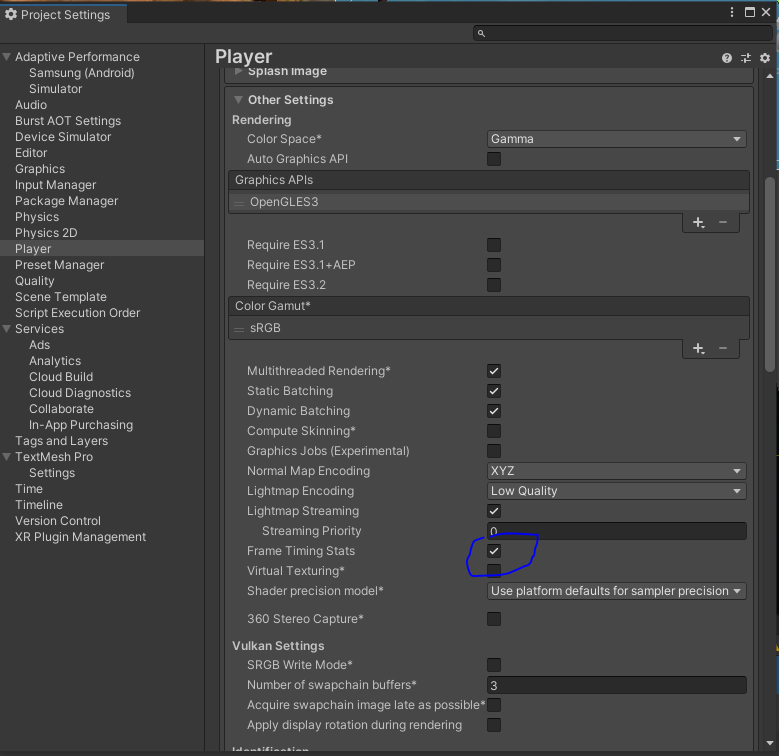 Project Settings
Adaptive Performance
Samsung (Android)
Simulator
Audio
Burst AOT Settings
Device Simulator
Editor
Graphics
Input Manager
Package Manager
Physics
Physics 2D
Player
Preset Manager
Quality
Scene Template
Script Execution Order
Services
Ads
Analytics
Cloud Build
Cloud Diagnostics
Collaborate
In-App Purchasing
Tags and Layers
TextMesh Pro
Settings
Time
Timeline
Version Control
XR Plugin Management
Player
Splash Image
Other Settings
Rendering
Color Space* Gamma
Auto Graphics API
Graphics APIs
OpenGLES3
Require ES3.1
Require ES3.1+AEP
Require ES3.2
Color Gamut*
sRGB
Multithreaded Rendering*
Static Batching
Dynamic Batching
Compute Skinning*
Graphics Jobs (Experimental)
Normal Map Encoding XYZ
Lightmap Encoding Low Quality
Lightmap Streaming
Streaming Priority 0
Frame Timing Stats
Virtual Texturing*
Shader precision model* Use platform defaults for sampler precision
360 Stereo Capture*
Vulkan Settings
SRGB Write Mode*
Number of swapchain buffers* 3
Acquire swapchain image late as possible*
Apply display rotation during rendering
Identification